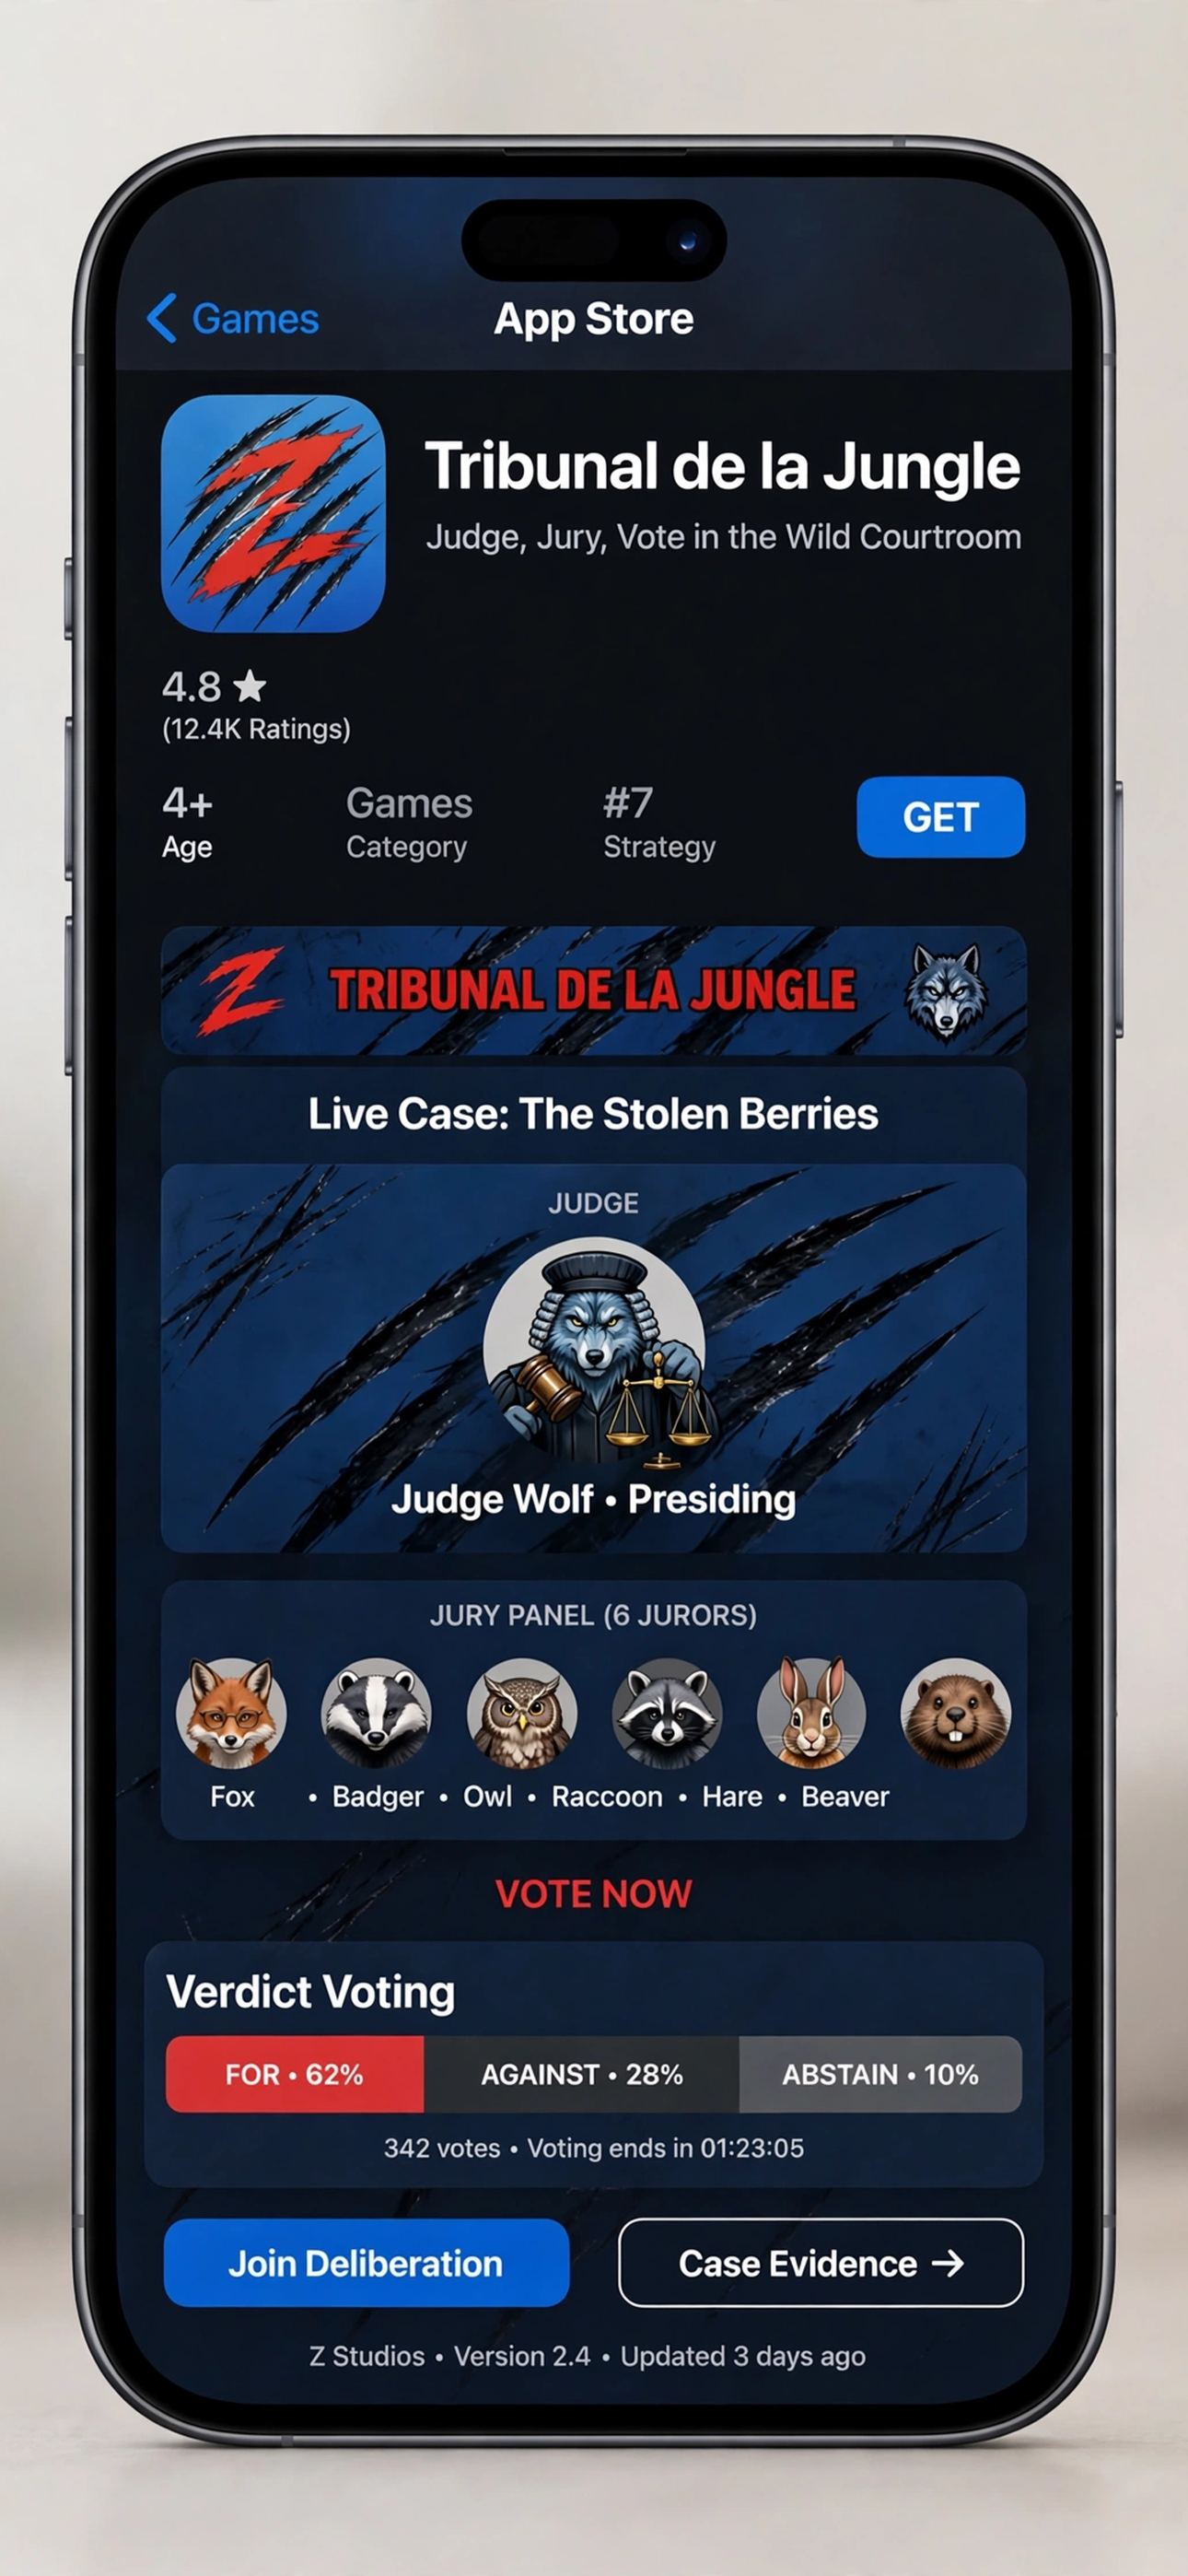 Games
App Store
Z
Tribunal de la Jungle
Judge, Jury, Vote in the Wild Courtroom
4.8 ★
(12.4K Ratings)
4+
Age
Games
Category
#7
Strategy
GET
Z TRIBUNAL DE LA JUNGLE
Live Case: The Stolen Berries
JUDGE
Judge Wolf • Presiding
JURY PANEL (6 JURORS)
Fox • Badger • Owl • Raccoon • Hare • Beaver
VOTE NOW
Verdict Voting
FOR • 62% AGAINST • 28% ABSTAIN • 10%
342 votes • Voting ends in 01:23:05
Join Deliberation
Case Evidence →
Z Studios • Version 2.4 • Updated 3 days ago